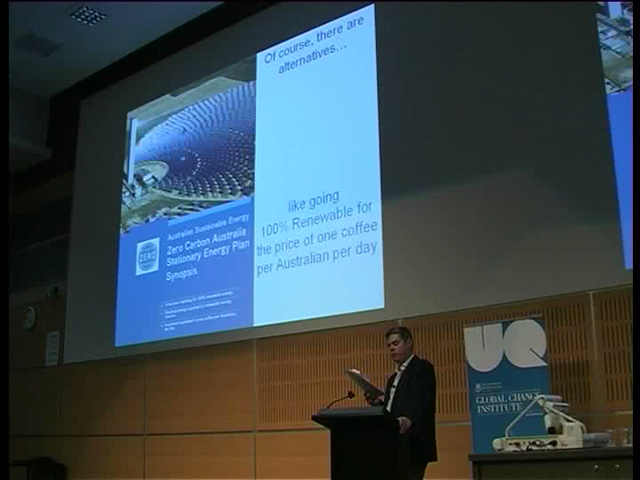 Of course, there are
alternatives...
like going
100% Renewable for
the price of one coffee
per Australian per day
Australian Sustainable Energy
Zero Carbon Australia
Stationary Energy Plan
Synopsis
ZERO
UQ
GLOBAL CHANGE
INSTITUTE